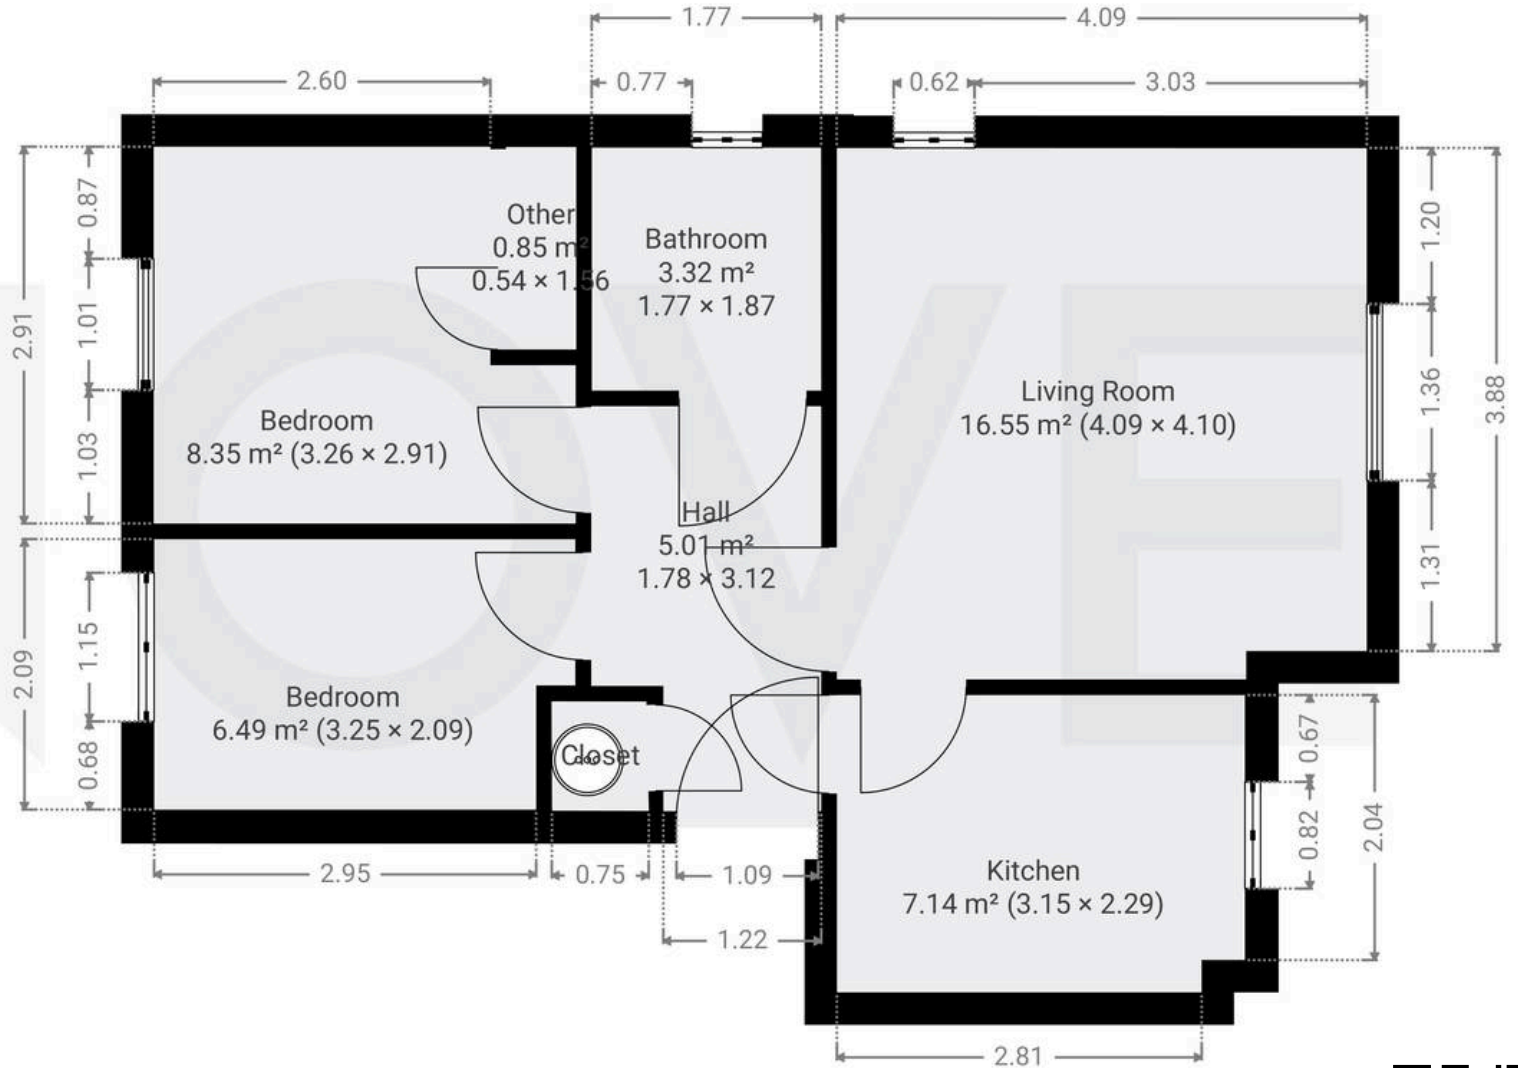 1.77
4.09
2.60
0.77
0.62
3.03
0.87
1.01
1.03
2.91
1.15
0.68
2.09
Other
0.85 m²
0.54 × 1.56
Bathroom
3.32 m²
1.77 × 1.87
Living Room
16.55 m² (4.09 × 4.10)
1.20
1.36
1.31
3.88
Bedroom
8.35 m² (3.26 × 2.91)
Hall
5.01 m²
1.78 × 3.12
Bedroom
6.49 m² (3.25 × 2.09)
Closet
0.67
0.82
2.04
Kitchen
7.14 m² (3.15 × 2.29)
2.95
0.75
1.09
1.22
2.81